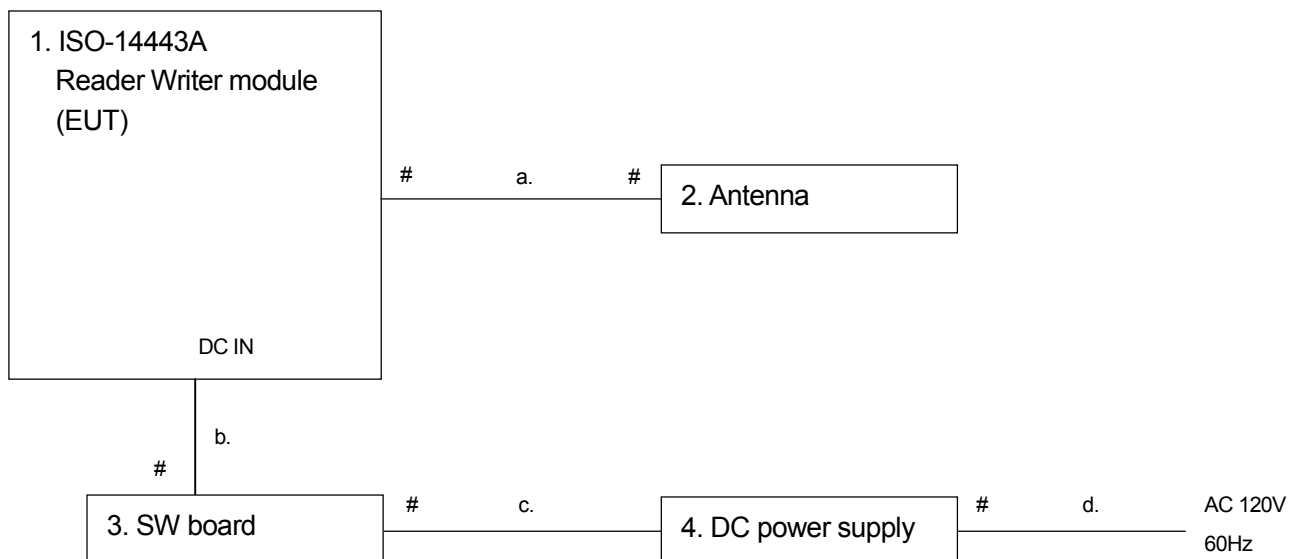 1. ISO-14443A
Reader Writer module
(EUT)
# a. #
2. Antenna
DC IN
b.
#
3. SW board
# c.
4. DC power supply
# d.
AC 120V
60Hz